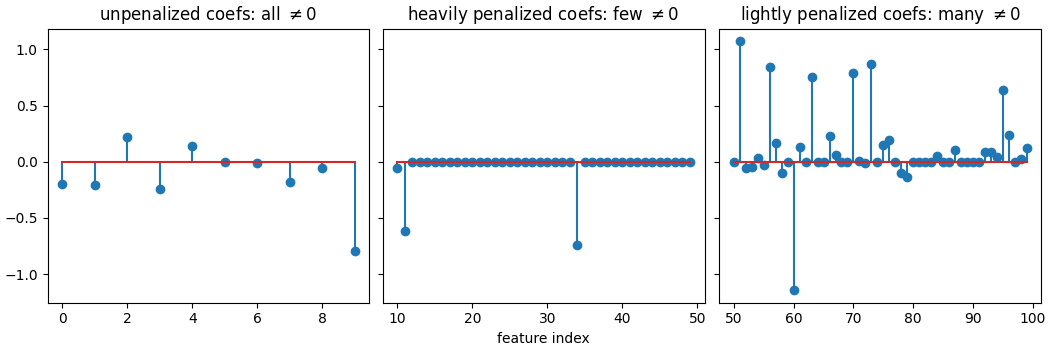 unpenalized coefs: all ≠0
heavily penalized coefs: few ≠0
lightly penalized coefs: many ≠0
1.0
0.5
0.0
−0.5
−1.0
0 2 4 6 8
10 20 30 40 50
50 60 70 80 90 100
feature index